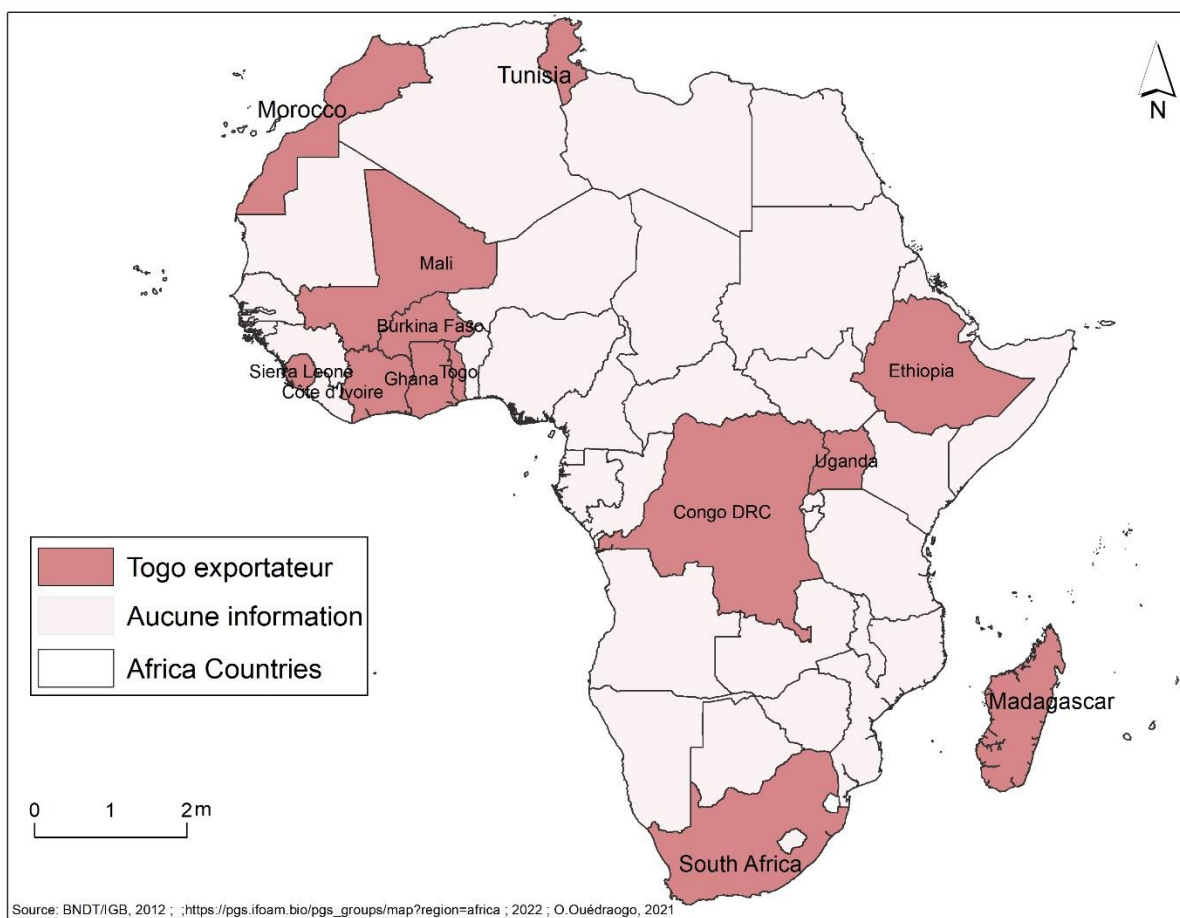 Tunisia
Morocco
N
Mali
Burkina Faso
Sierra Leone
Côte d'Ivoire
Ghana
Togo
Ethiopia
Uganda
Congo DRC
Togo exportateur
Aucune information
Africa Countries
Madagascar
0 1 2 m
South Africa
Source: BNDT/IGB, 2012 ; ;https://pgs.ifoam.bio/pgs_groups/map?region=africa ; 2022 ; O.Ouédraogo, 2021